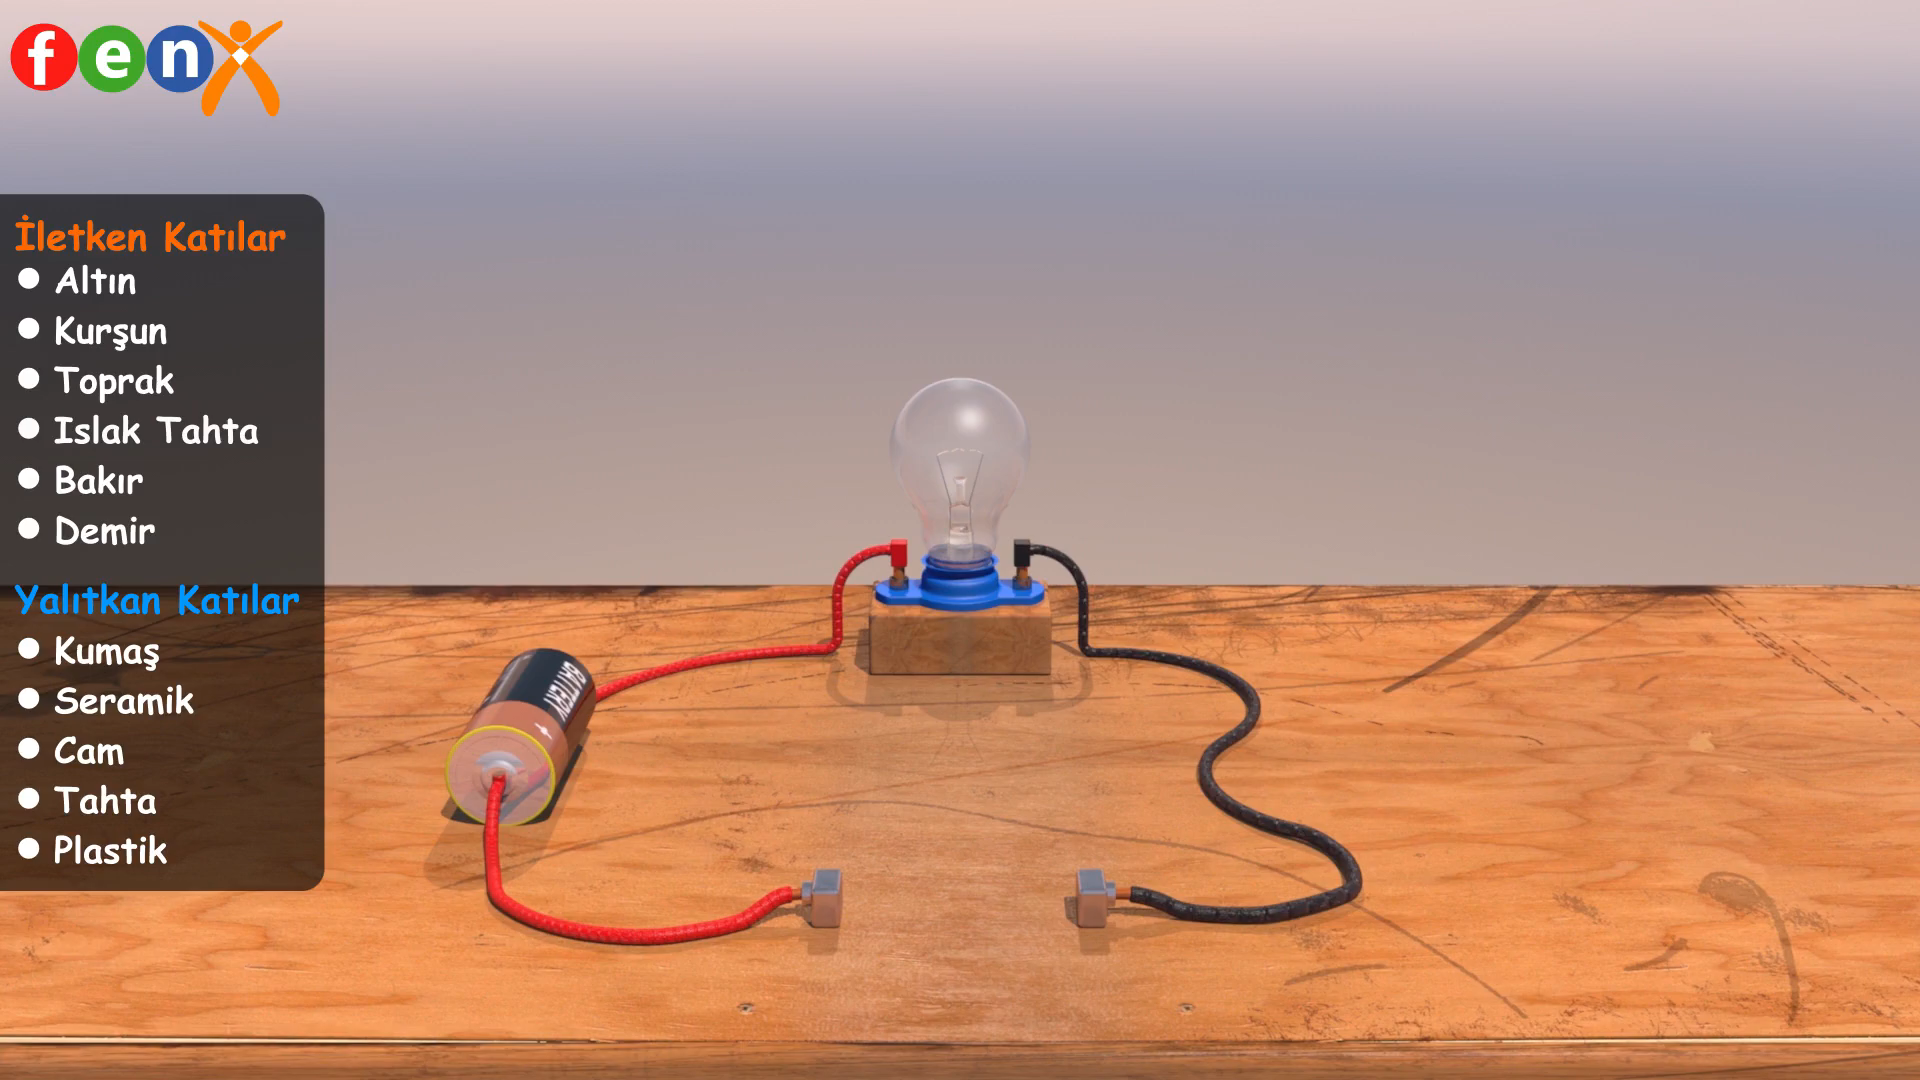 fenX
İletken Katılar
● Altın
● Kurşun
● Toprak
● Islak Tahta
● Bakır
● Demir
Yalıtkan Katılar
● Kumaş
● Seramik
● Cam
● Tahta
● Plastik
BATTERY